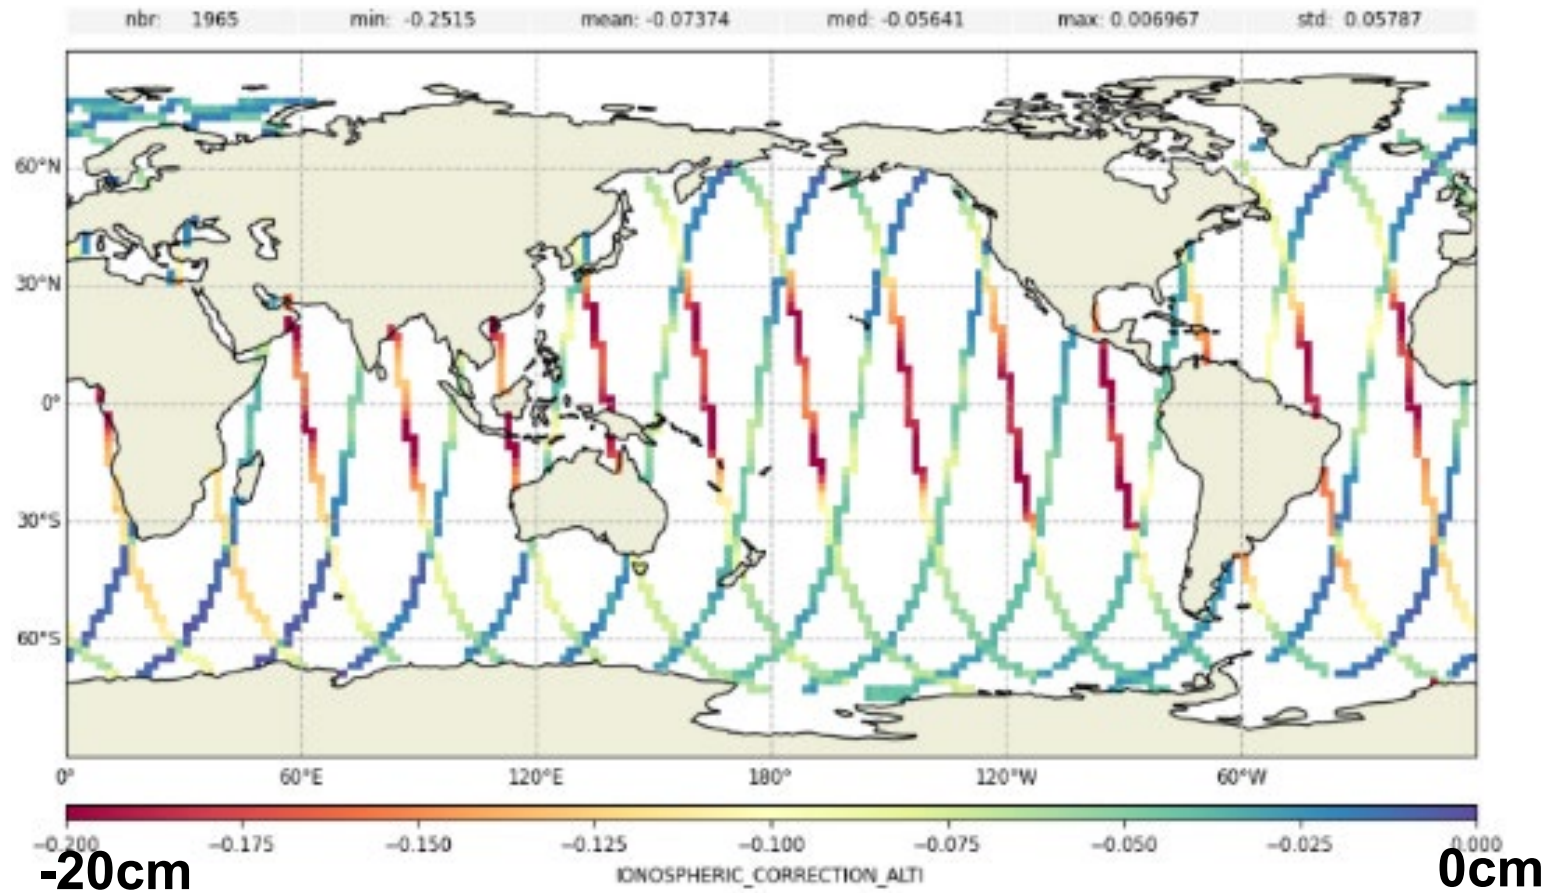 nbr: 1965 min: -0.2515 mean: -0.07374 med: -0.05641 max: 0.006967 std: 0.05787
60°N
30°N
0°
30°S
60°S
0° 60°E 120°E 180° 120°W 60°W
−0.200 −0.175 −0.150 −0.125 −0.100 −0.075 −0.050 −0.025 0.000
-20cm 0cm
IONOSPHERIC_CORRECTION_ALTI